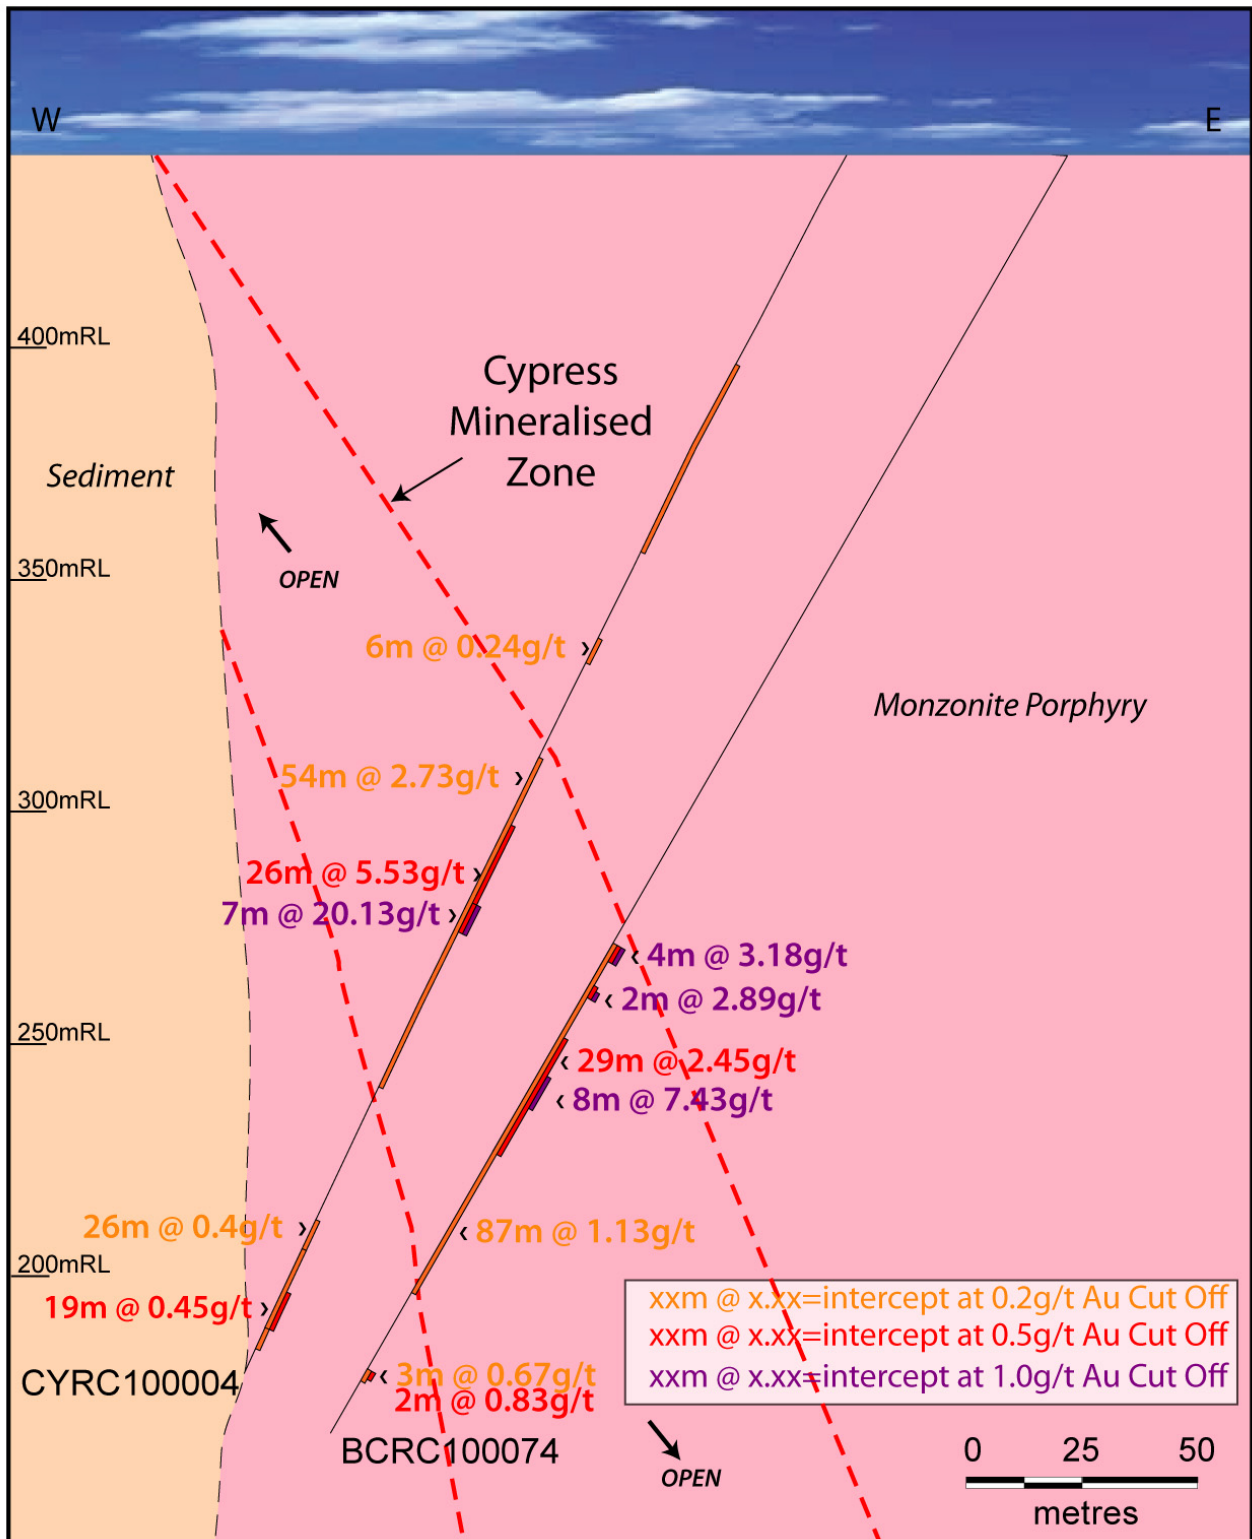 W
E
400mRL
Cypress
Mineralised
Zone
Sediment
350mRL
OPEN
6m @ 0.24g/t
Monzonite Porphyry
54m @ 2.73g/t
300mRL
26m @ 5.53g/t
7m @ 20.13g/t
4m @ 3.18g/t
2m @ 2.89g/t
250mRL
29m @ 2.45g/t
8m @ 7.43g/t
26m @ 0.4g/t
87m @ 1.13g/t
200mRL
19m @ 0.45g/t
xxm @ x.xx=intercept at 0.2g/t Au Cut Off
xxm @ x.xx=intercept at 0.5g/t Au Cut Off
xxm @ x.xx=intercept at 1.0g/t Au Cut Off
CYRC100004
3m @ 0.67g/t
2m @ 0.83g/t
BCRC100074
OPEN
0 25 50
metres